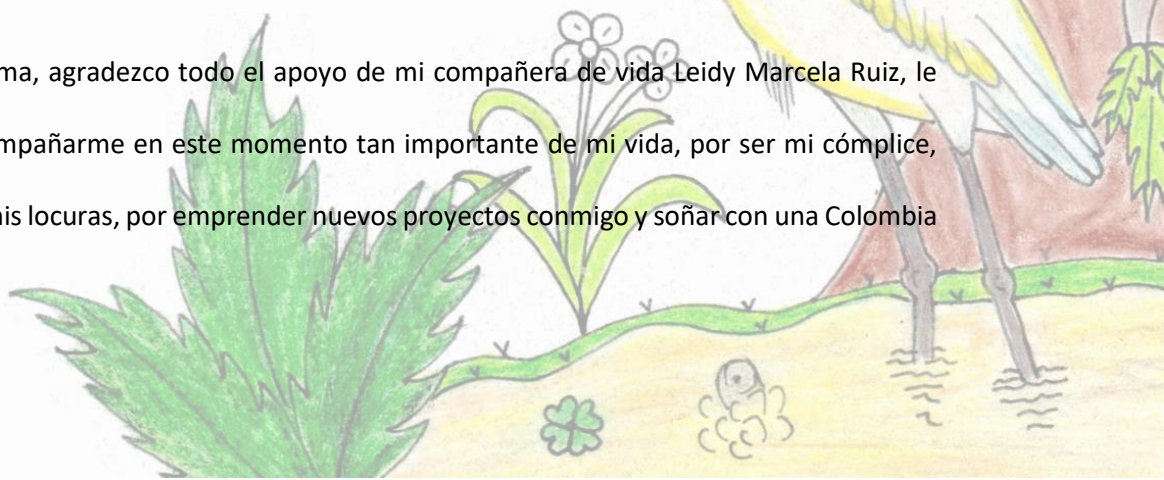 ma, agradezco todo el apoyo de mi compañera de vida Leidy Marcela Ruiz, le
mpañarme en este momento tan importante de mi vida, por ser mi cómplice,
is locuras, por emprender nuevos proyectos conmigo y soñar con una Colombia